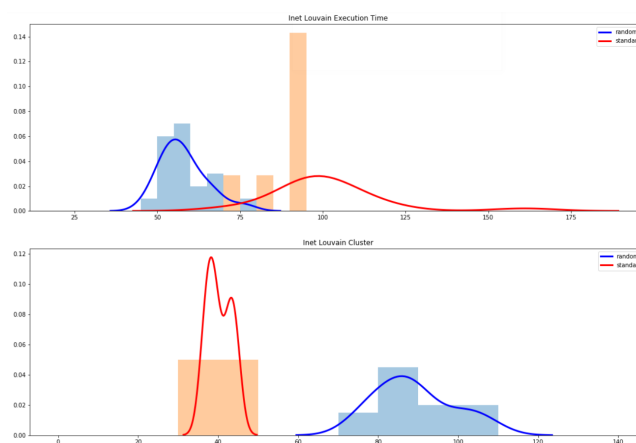 Inet Louvain Execution Time
random
standar
0.14
0.12
0.10
0.08
0.06
0.04
0.02
0.00
25 50 75 100 125 150 175
Inet Louvain Cluster
random
standar
0.12
0.10
0.08
0.06
0.04
0.02
0.00
0 20 40 60 80 100 120 140